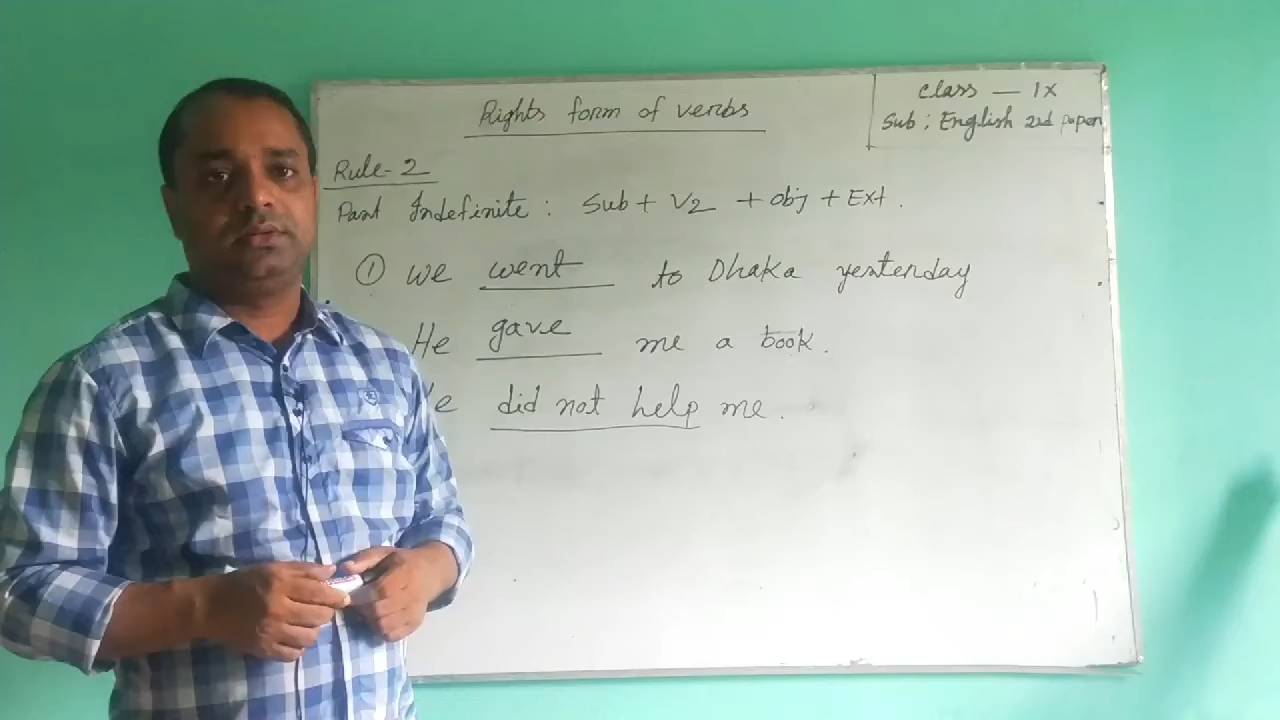 Rights form of verbs
Class — IX
Sub : English 2nd paper
Rule-2
Past Indefinite : Sub + V2 + obj + Ext.
① We went to Dhaka yesterday
He gave me a book.
did not help me.